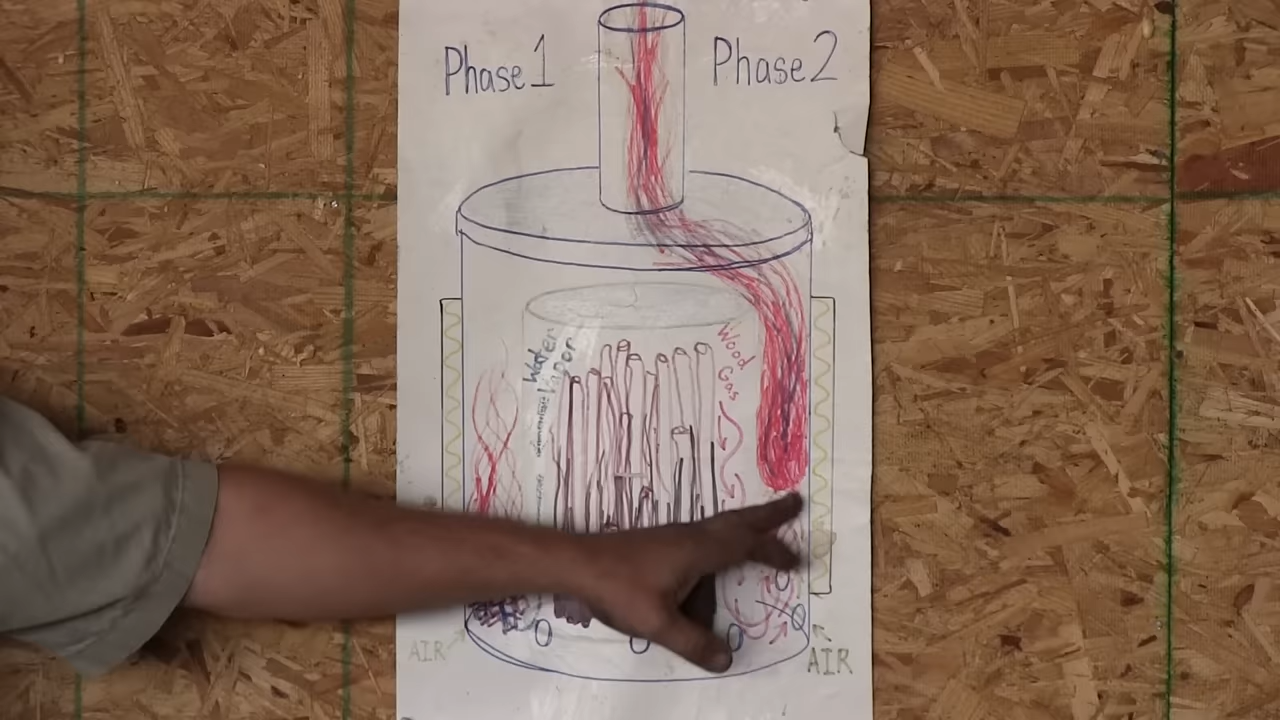 Phase 1
Phase 2
Water
Vapor
Wood
Gas
AIR
AIR